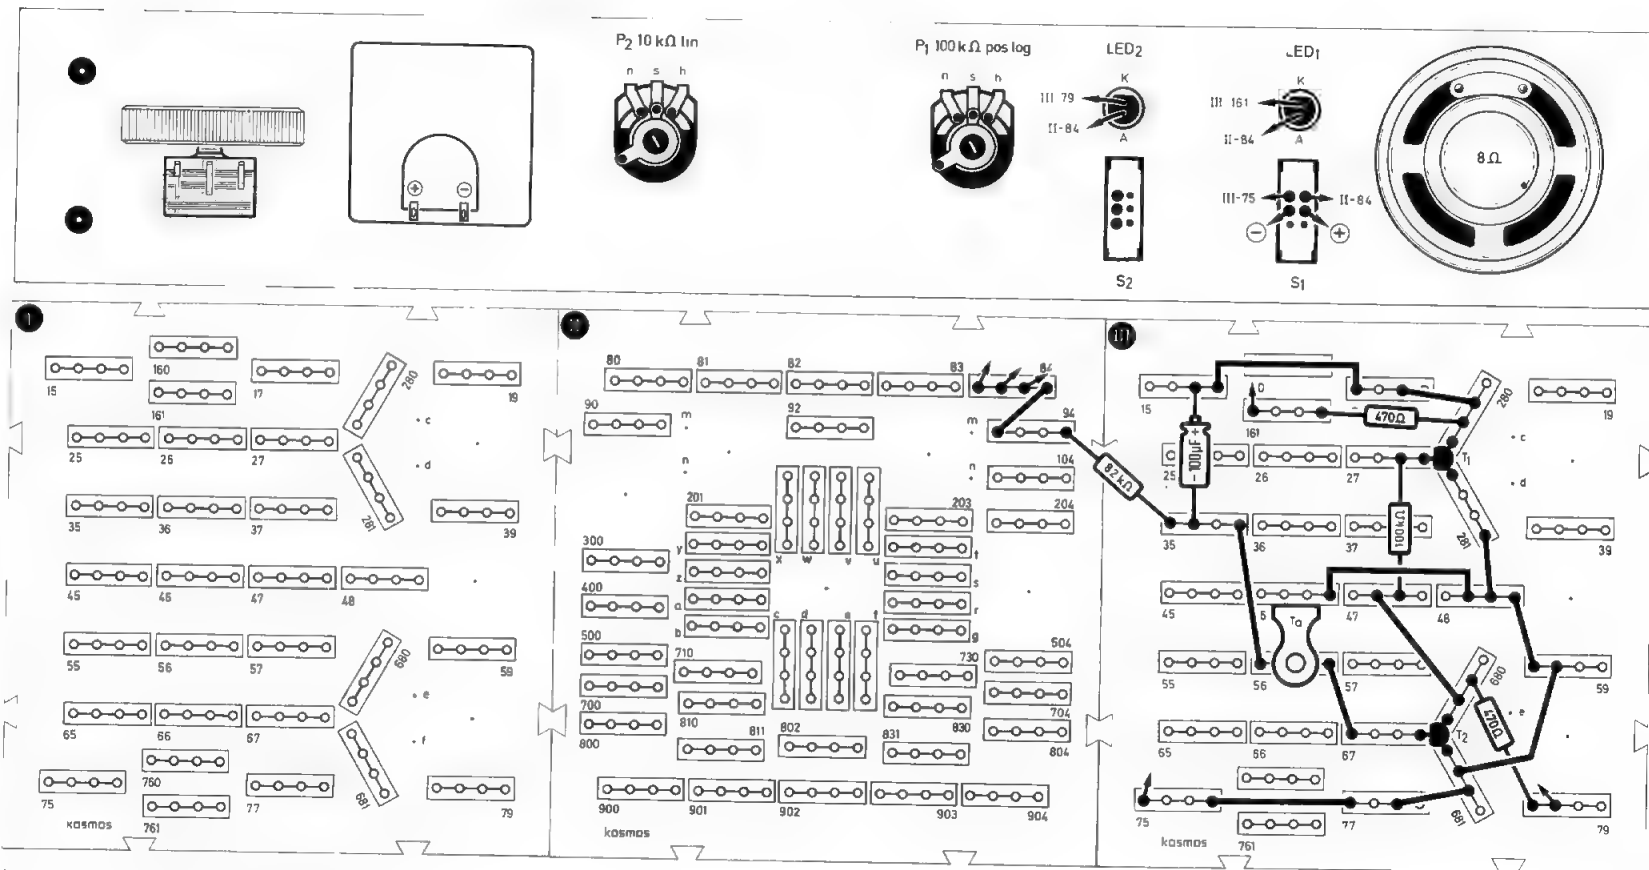 P2 10 kΩ lin
P1 100 kΩ pos log
LED2
LED1
n s h
n s h
K
K
III 79
II-84
A
III 161
II-84
A
8Ω
III-75
II-84
S2
S1
I
II
III
15
160
161
17
280
19
c
25
26
27
d
35
36
37
281
39
45
46
47
48
55
56
57
680
59
e
65
66
67
f
75
760
761
77
681
79
kosmos
80
81
82
83
84
90
m
92
94
n
104
201
203
204
300
y
x
w
v
u
t
z
s
400
a
r
b
c
d
e
f
g
500
710
730
504
700
810
830
704
800
811
802
831
804
900
901
902
903
904
kosmos
15
161
470Ω
280
19
m
n
82kΩ
100µF
25
26
27
T1
c
d
35
36
37
100kΩ
281
39
45
47
48
Ta
55
56
57
680
59
65
66
67
T2
470Ω
e
75
761
77
681
79
kosmos